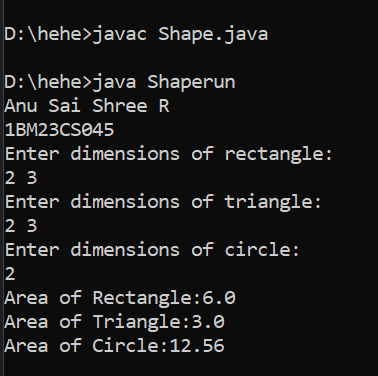 D:\hehe>javac Shape.java
D:\hehe>java Shaperun
Anu Sai Shree R
1BM23CS045
Enter dimensions of rectangle:
2 3
Enter dimensions of triangle:
2 3
Enter dimensions of circle:
2
Area of Rectangle:6.0
Area of Triangle:3.0
Area of Circle:12.56